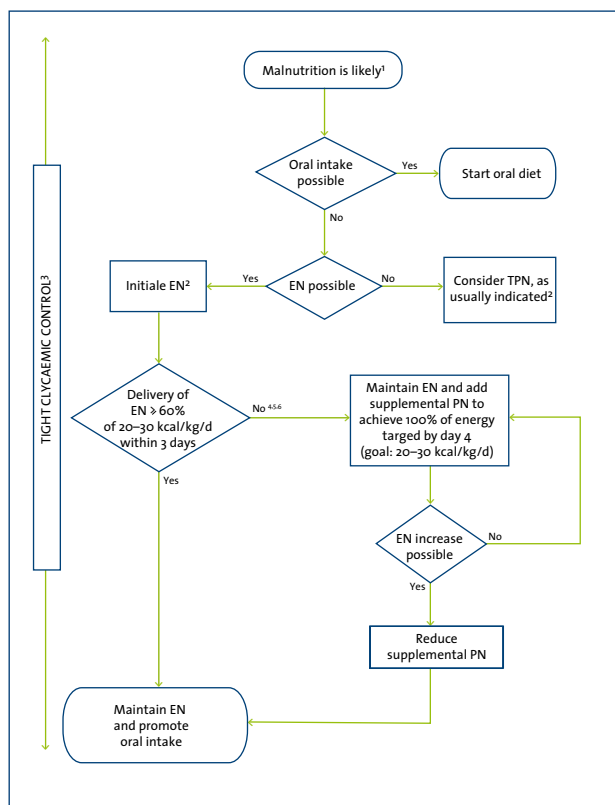 Malnutrition is likely¹
Oral intake
possible
Yes
Start oral diet
No
Initiale EN²
Yes
EN possible
No
Consider TPN, as
usually indicated²
TIGHT CLYCAEMIC CONTROL³
Delivery of
EN ⩾ 60%
of 20–30 kcal/kg/d
within 3 days
No ⁴·⁵·⁶
Maintain EN and add
supplemental PN to
achieve 100% of energy
targed by day 4
(goal: 20–30 kcal/kg/d)
Yes
EN increase
possible
No
Yes
Reduce
supplemental PN
Maintain EN
and promote
oral intake